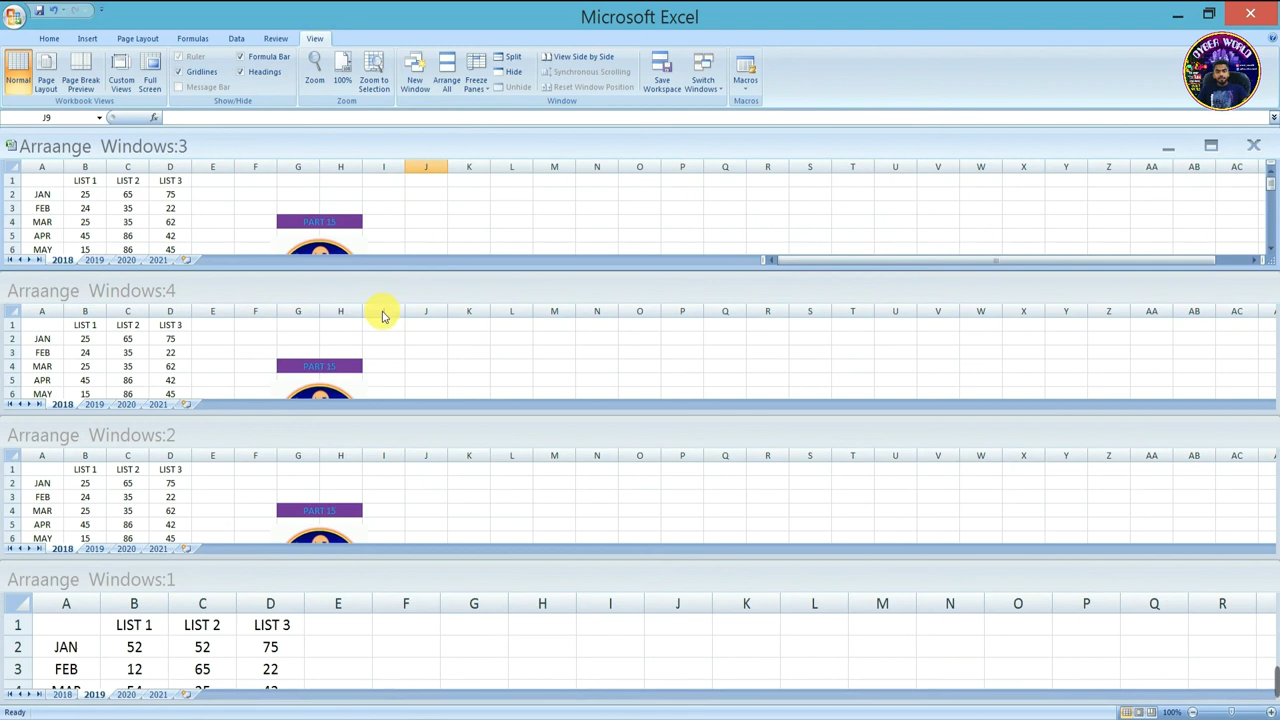 Microsoft Excel
Home Insert Page Layout Formulas Data Review View
Normal Page Layout Page Break Preview Custom Views Full Screen
Workbook Views
Ruler Formula Bar
Gridlines Headings
Message Bar
Show/Hide
Zoom 100% Zoom to Selection
Zoom
New Window Arrange All Freeze Panes
Split View Side by Side
Hide Synchronous Scrolling
Unhide Reset Window Position
Save Workspace Switch Windows
Window
Macros
Macros
CYBER WORLD
J9 fx
Arraange Windows:3
A B C D E F G H I J K L M N O P Q R S T U V W X Y Z AA AB AC
1 LIST 1 LIST 2 LIST 3
2 JAN 25 65 75
3 FEB 24 35 22
4 MAR 25 35 62 PART 15
5 APR 45 86 42
6 MAY 15 86 45
2018 2019 2020 2021
Arraange Windows:4
A B C D E F G H I J K L M N O P Q R S T U V W X Y Z AA AB AC
1 LIST 1 LIST 2 LIST 3
2 JAN 25 65 75
3 FEB 24 35 22
4 MAR 25 35 62 PART 15
5 APR 45 86 42
6 MAY 15 86 45
2018 2019 2020 2021
Arraange Windows:2
A B C D E F G H I J K L M N O P Q R S T U V W X Y Z AA AB AC
1 LIST 1 LIST 2 LIST 3
2 JAN 25 65 75
3 FEB 24 35 22
4 MAR 25 35 62 PART 15
5 APR 45 86 42
6 MAY 15 86 45
2018 2019 2020 2021
Arraange Windows:1
A B C D E F G H I J K L M N O P Q R
1 LIST 1 LIST 2 LIST 3
2 JAN 52 52 75
3 FEB 12 65 22
2018 2019 2020 2021
Ready 100%